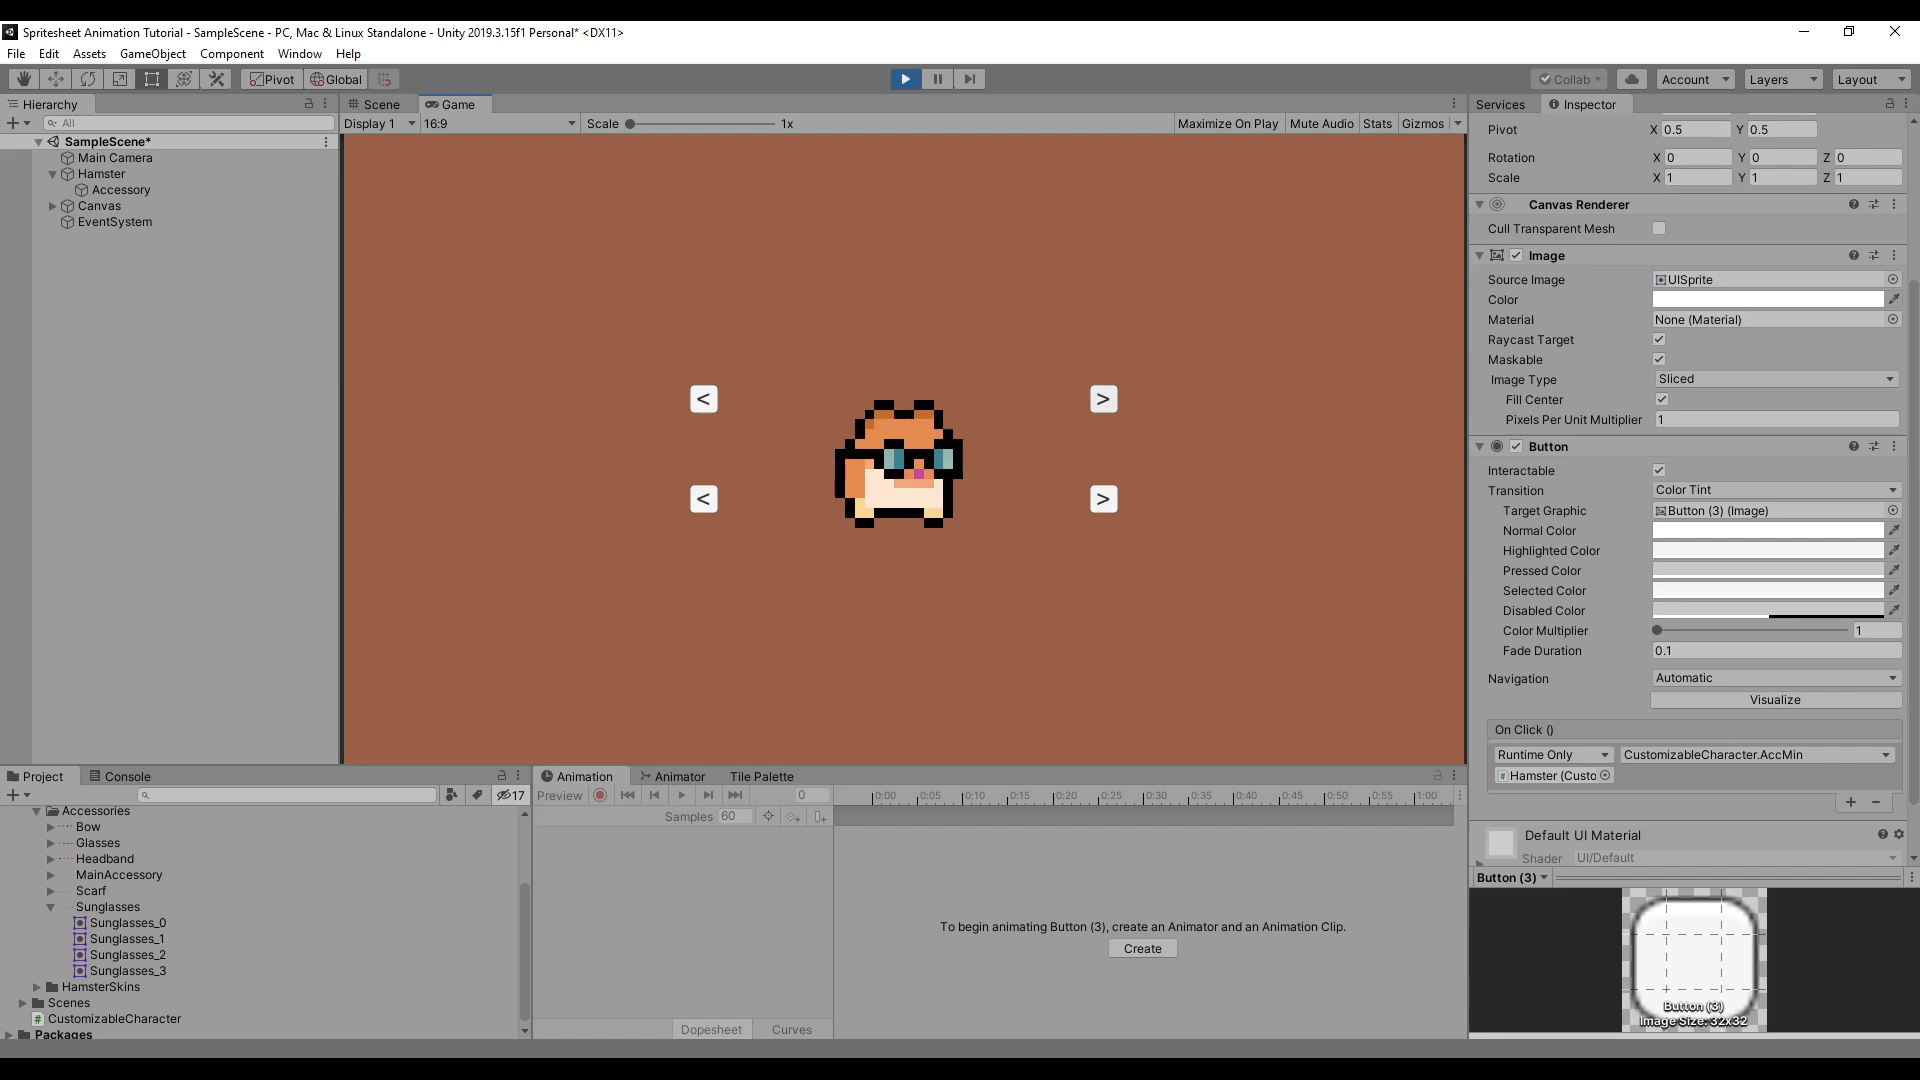 Spritesheet Animation Tutorial - SampleScene - PC, Mac & Linux Standalone - Unity 2019.3.15f1 Personal* <DX11>
File Edit Assets GameObject Component Window Help
Pivot Global Collab Account Layers Layout
Hierarchy
All
SampleScene*
Main Camera
Hamster
Accessory
Canvas
EventSystem
Scene Game
Display 1 16:9 Scale 1x Maximize On Play Mute Audio Stats Gizmos
< >
< >
Services Inspector
Pivot X 0.5 Y 0.5
Rotation X 0 Y 0 Z 0
Scale X 1 Y 1 Z 1
Canvas Renderer
Cull Transparent Mesh
Image
Source Image UISprite
Color
Material None (Material)
Raycast Target
Maskable
Image Type Sliced
Fill Center
Pixels Per Unit Multiplier 1
Button
Interactable
Transition Color Tint
Target Graphic Button (3) (Image)
Normal Color
Highlighted Color
Pressed Color
Selected Color
Disabled Color
Color Multiplier 1
Fade Duration 0.1
Navigation Automatic
Visualize
On Click ()
Runtime Only CustomizableCharacter.AccMin
# Hamster (Custo
+ −
Default UI Material
Shader UI/Default
Button (3)
Button (3)
Image Size: 32x32
Project Console
17
Accessories
Bow
Glasses
Headband
MainAccessory
Scarf
Sunglasses
Sunglasses_0
Sunglasses_1
Sunglasses_2
Sunglasses_3
HamsterSkins
Scenes
# CustomizableCharacter
Packages
Animation Animator Tile Palette
Preview 0 0:00 0:05 0:10 0:15 0:20 0:25 0:30 0:35 0:40 0:45 0:50 0:55 1:00
Samples 60
To begin animating Button (3), create an Animator and an Animation Clip.
Create
Dopesheet Curves